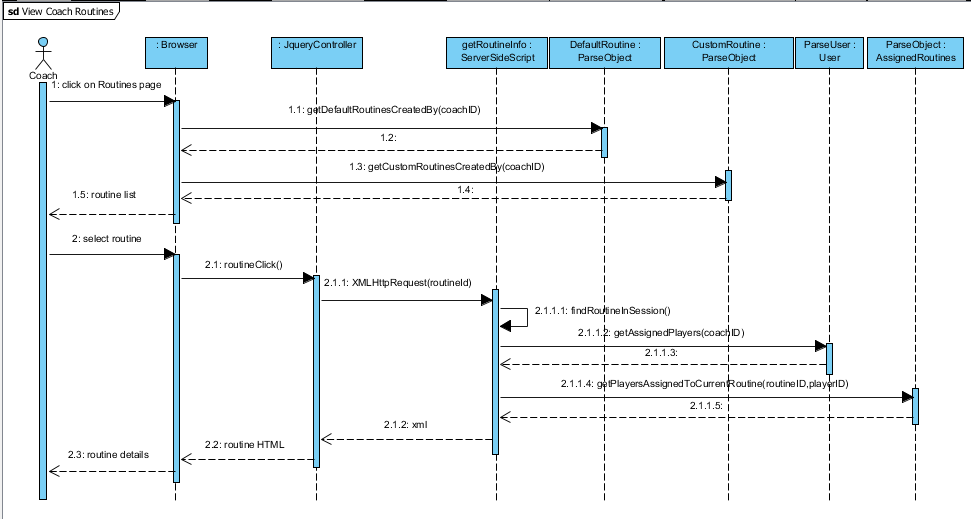 sd View Coach Routines
Coach
: Browser
: JqueryController
getRoutineInfo :
ServerSideScript
DefaultRoutine :
ParseObject
CustomRoutine :
ParseObject
ParseUser :
User
ParseObject :
AssignedRoutines
1: click on Routines page
1.1: getDefaultRoutinesCreatedBy(coachID)
1.2:
1.3: getCustomRoutinesCreatedBy(coachID)
1.4:
1.5: routine list
2: select routine
2.1: routineClick()
2.1.1: XMLHttpRequest(routineId)
2.1.1.1: findRoutineInSession()
2.1.1.2: getAssignedPlayers(coachID)
2.1.1.3:
2.1.1.4: getPlayersAssignedToCurrentRoutine(routineID,playerID)
2.1.1.5:
2.1.2: xml
2.2: routine HTML
2.3: routine details